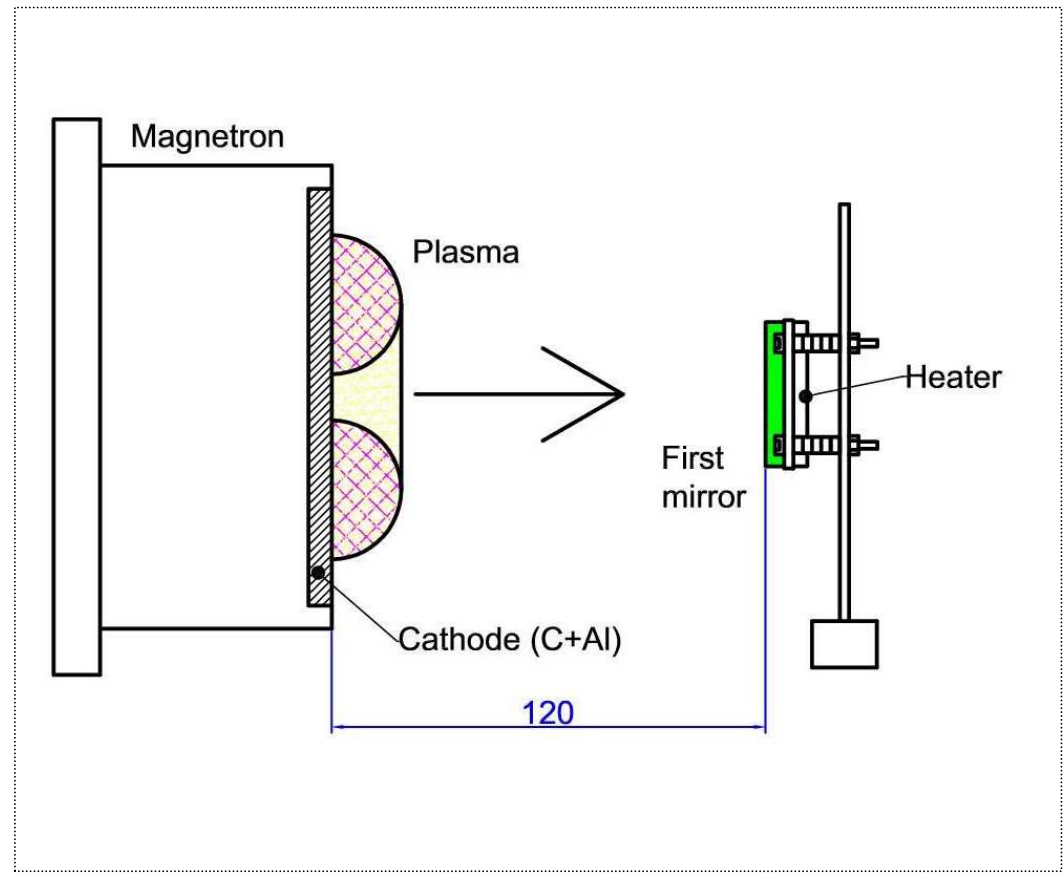 Magnetron
Plasma
Heater
First
mirror
Cathode (C+Al)
120